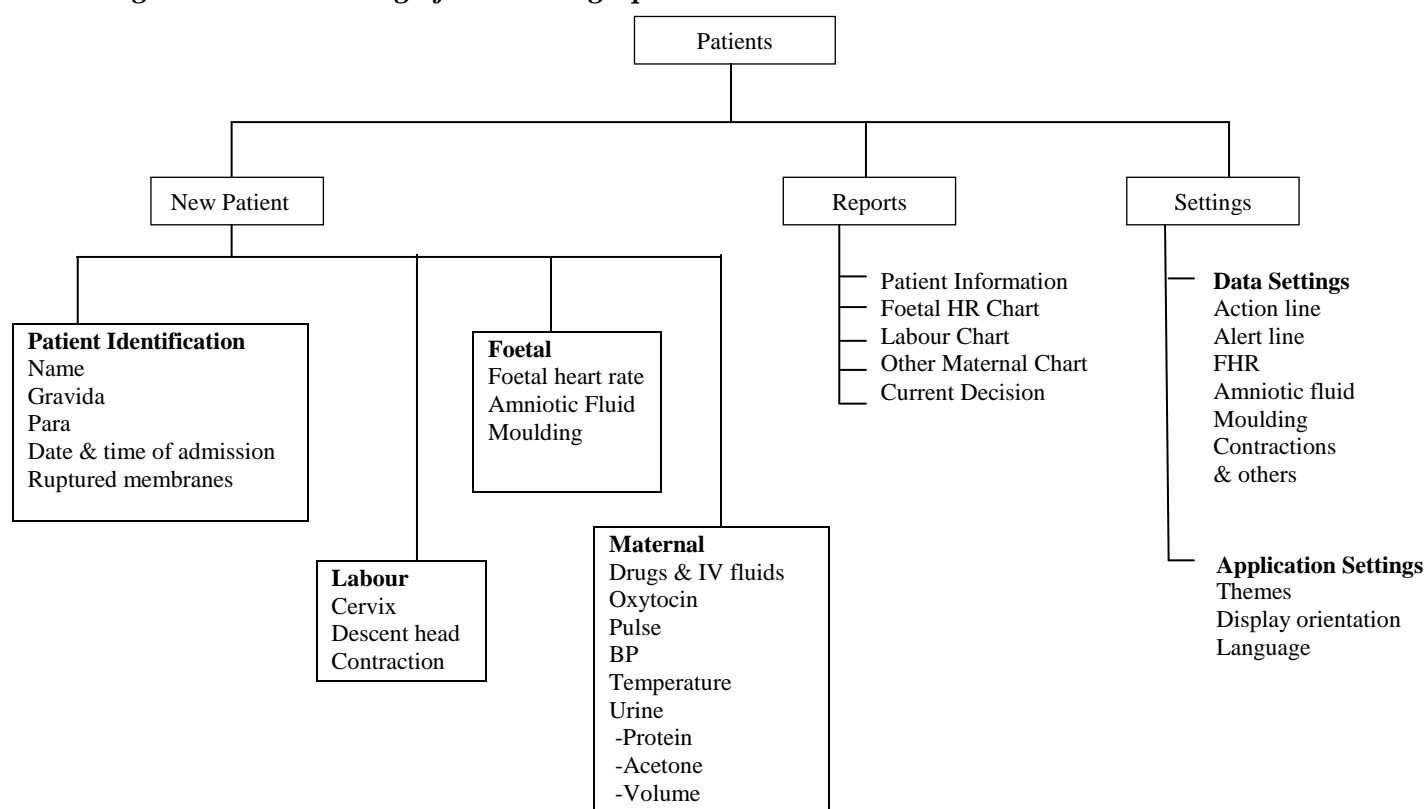 Patients
New Patient
Reports
Settings
Patient Identification
Name
Gravida
Para
Date & time of admission
Ruptured membranes
Labour
Cervix
Descent head
Contraction
Foetal
Foetal heart rate
Amniotic Fluid
Moulding
Maternal
Drugs & IV fluids
Oxytocin
Pulse
BP
Temperature
Urine
-Protein
-Acetone
-Volume
Patient Information
Foetal HR Chart
Labour Chart
Other Maternal Chart
Current Decision
Data Settings
Action line
Alert line
FHR
Amniotic fluid
Moulding
Contractions
& others
Application Settings
Themes
Display orientation
Language